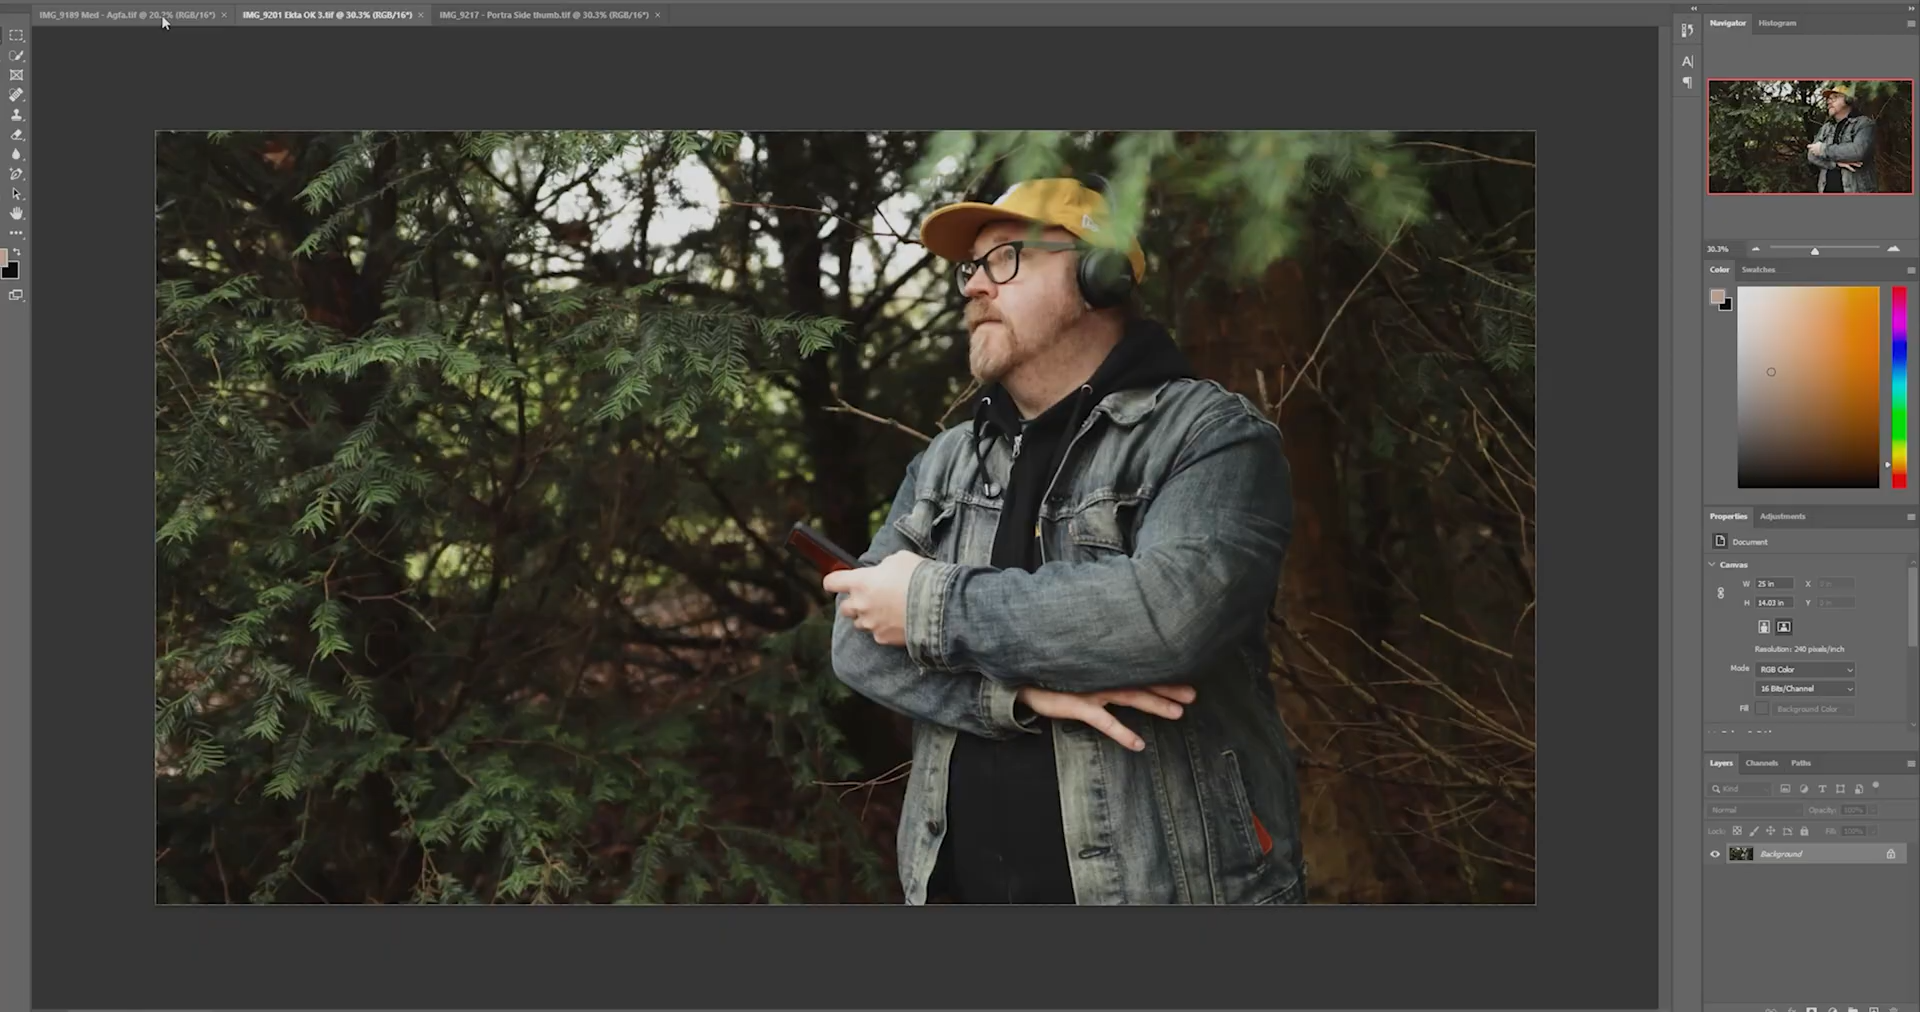 IMG_9189 Med - Agfa.tif @ 20.3% (RGB/16*) ×
IMG_9201 Ekta OK 3.tif @ 30.3% (RGB/16*) ×
IMG_9217 - Portra Side thumb.tif @ 30.3% (RGB/16*) ×
Navigator Histogram
30.3%
Color Swatches
Properties Adjustments
Document
Canvas
W 25 in X
H 14.03 in Y
Resolution: 240 pixels/inch
Mode RGB Color
16 Bits/Channel
Fill Background Color
Layers Channels Paths
Kind
Normal Opacity: 100%
Lock: Fill: 100%
Background